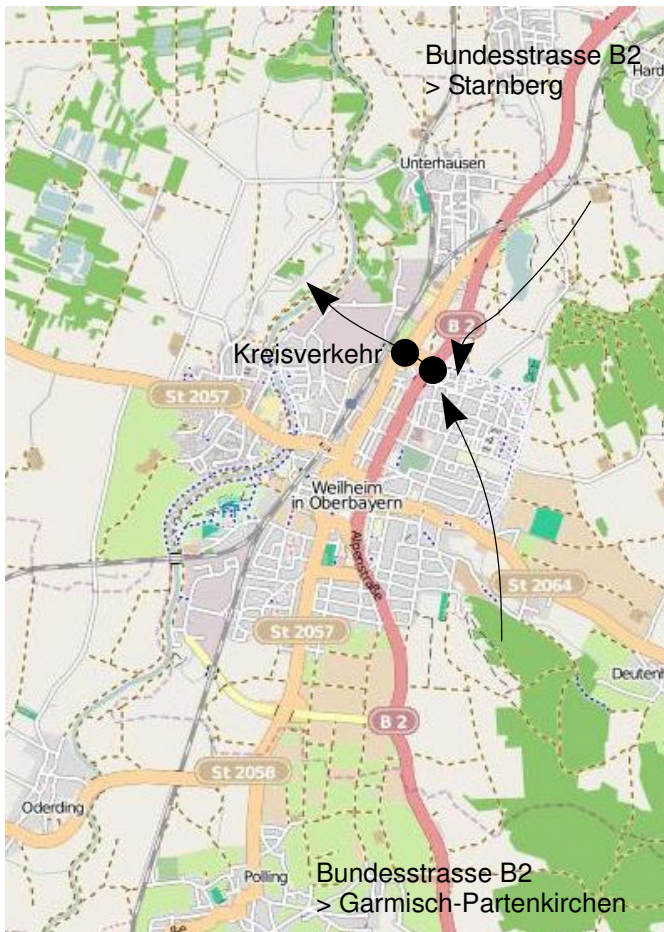 Bundesstrasse B2
> Starnberg
Hard
Unterhausen
B 2
Kreisverkehr
St 2057
Weilheim
in Oberbayern
Alpenstraße
St 2064
St 2057
Deutenh
B 2
St 2058
Oderding
Polling
Bundesstrasse B2
> Garmisch-Partenkirchen